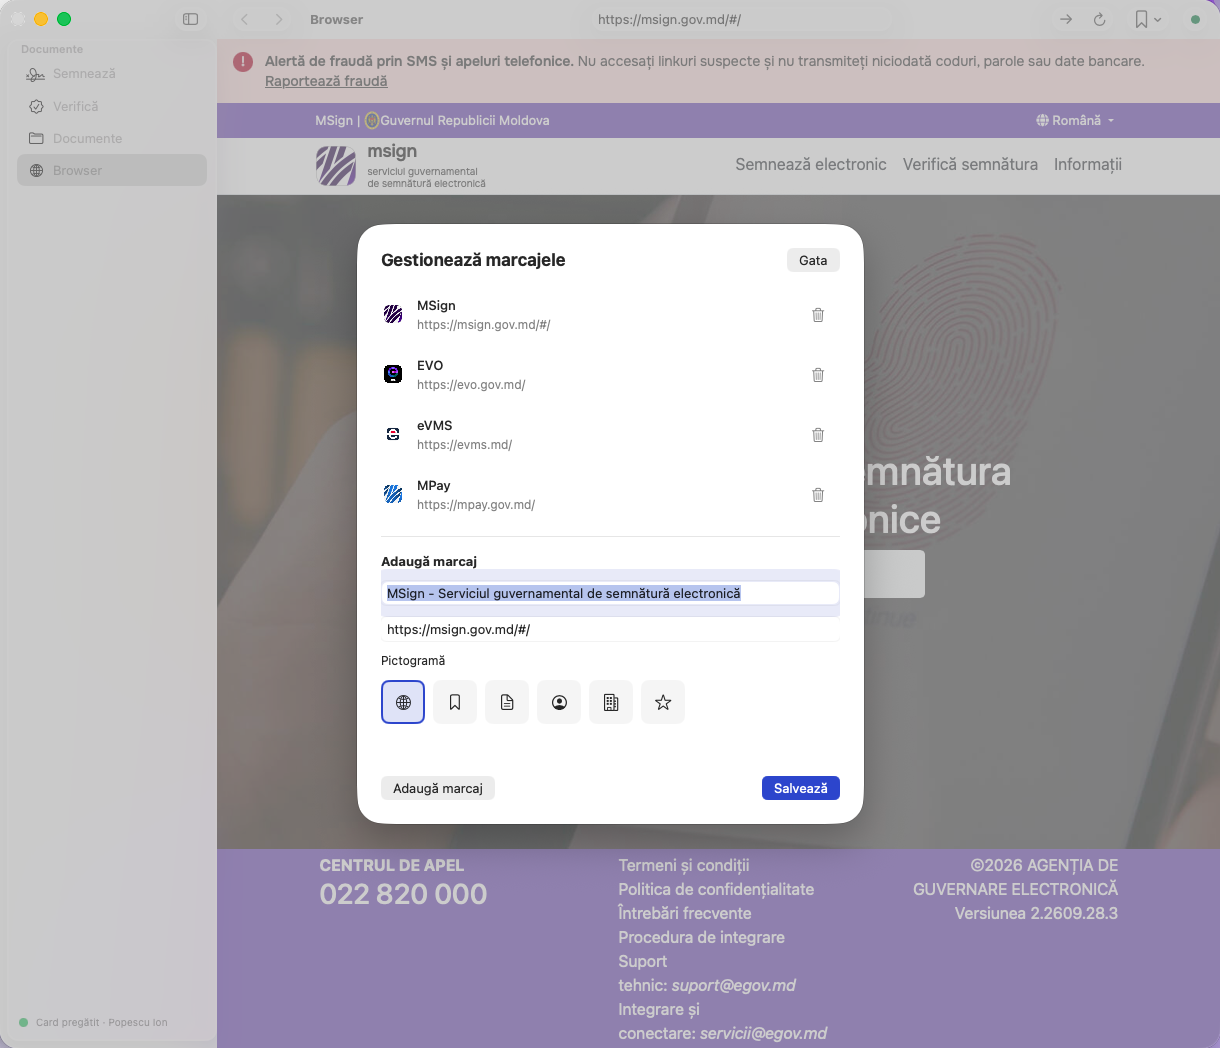 Browser
https://msign.gov.md/#/
Documente
Semnează
Verifică
Documente
Browser
Alertă de fraudă prin SMS și apeluri telefonice. Nu accesați linkuri suspecte și nu transmiteți niciodată coduri, parole sau date bancare.
Raportează fraudă
MSign | Guvernul Republicii Moldova
Română
msign
serviciul guvernamental
de semnătură electronică
Semnează electronic
Verifică semnătura
Informații
Gestionează marcajele
Gata
MSign
https://msign.gov.md/#/
EVO
https://evo.gov.md/
eVMS
https://evms.md/
MPay
https://mpay.gov.md/
Adaugă marcaj
MSign - Serviciul guvernamental de semnătură electronică
https://msign.gov.md/#/
Pictogramă
Adaugă marcaj
Salvează
CENTRUL DE APEL
022 820 000
Termeni și condiții
Politica de confidențialitate
Întrebări frecvente
Procedura de integrare
Suport
tehnic: suport@egov.md
Integrare și
conectare: servicii@egov.md
©2026 AGENȚIA DE
GUVERNARE ELECTRONICĂ
Versiunea 2.2609.28.3
Card pregătit · Popescu Ion